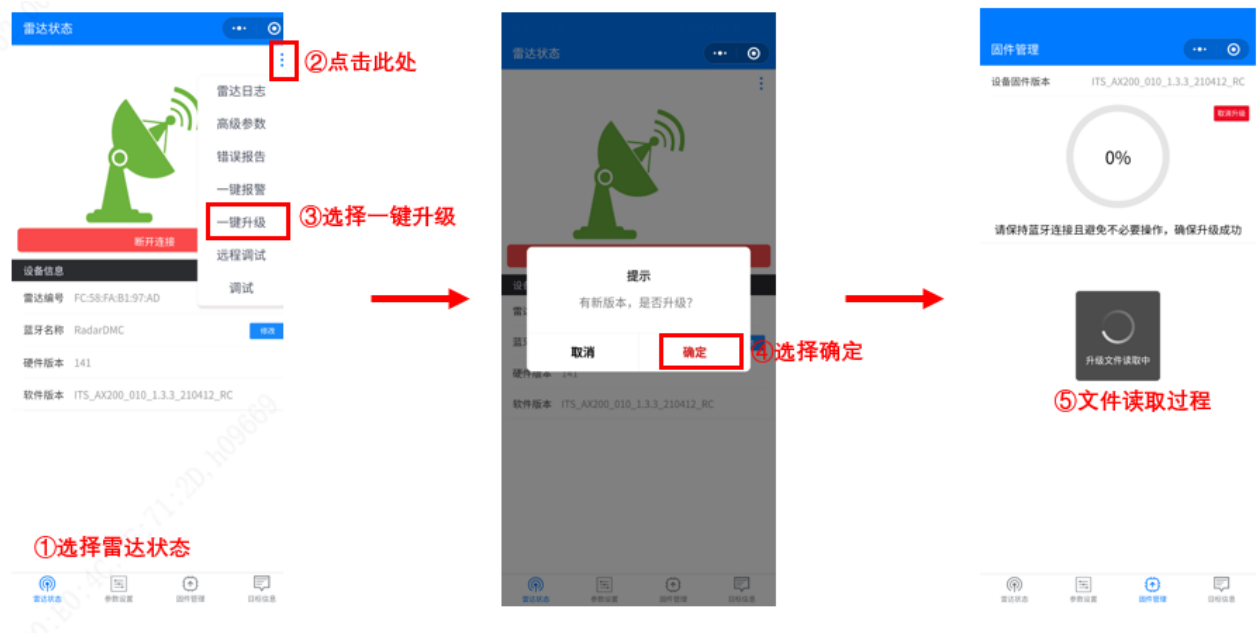 雷达状态
②点击此处
雷达日志
高级参数
错误报告
一键报警
一键升级
③选择一键升级
远程调试
调试
断开连接
设备信息
雷达编号 FC:58:FA:B1:97:AD
蓝牙名称 RadarDMC 修改
硬件版本 141
软件版本 ITS_AX200_010_1.3.3_210412_RC
①选择雷达状态
雷达状态 参数设置 固件管理 目标信息
雷达状态
提示
有新版本，是否升级？
取消 确定
④选择确定
硬件版本 141
软件版本 ITS_AX200_010_1.3.3_210412_RC
雷达状态 参数设置 固件管理 目标信息
固件管理
设备固件版本 ITS_AX200_010_1.3.3_210412_RC
取消升级
0%
请保持蓝牙连接且避免不必要操作，确保升级成功
升级文件读取中
⑤文件读取过程
雷达状态 参数设置 固件管理 目标信息